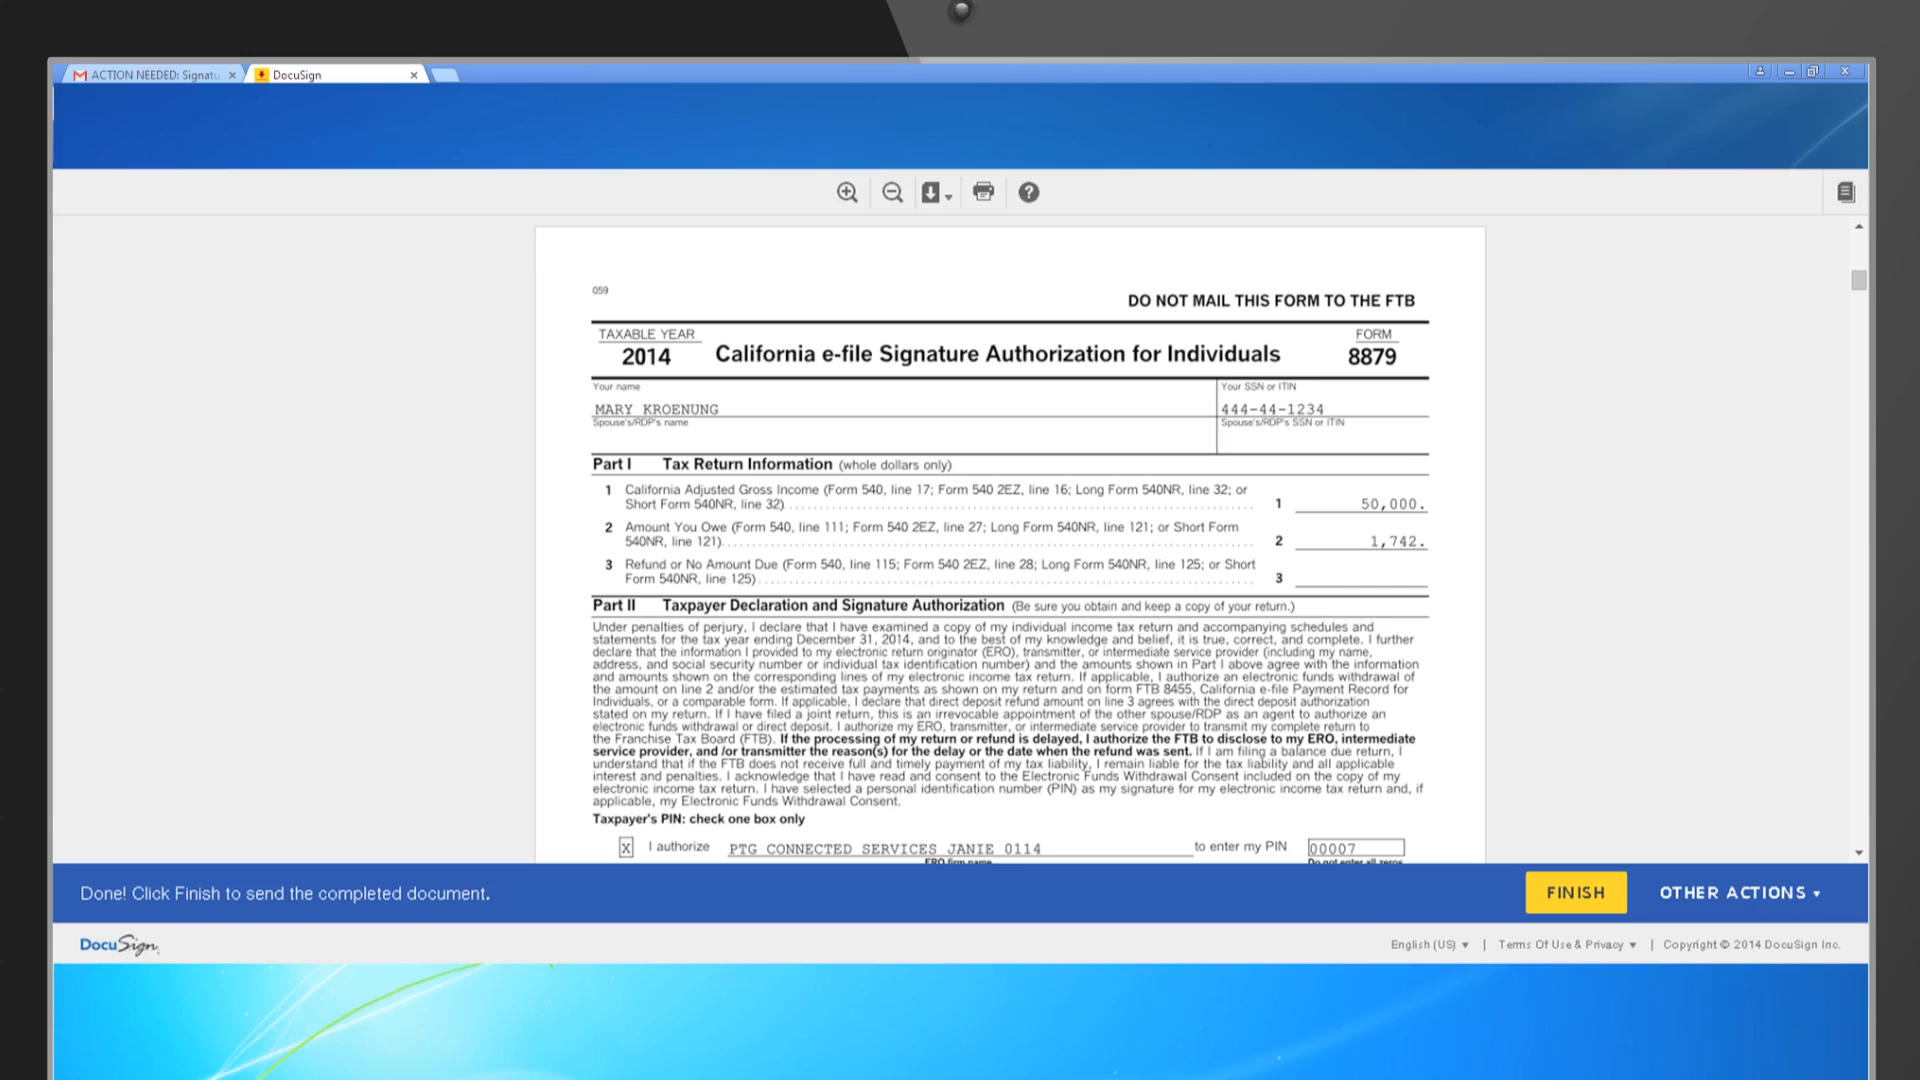 ACTION NEEDED: Signatu
DocuSign
059
DO NOT MAIL THIS FORM TO THE FTB
TAXABLE YEAR
FORM
2014 California e-file Signature Authorization for Individuals 8879
Your name
Your SSN or ITIN
MARY KROENUNG
444-44-1234
Spouse's/RDP's name
Spouse's/RDP's SSN or ITIN
Part I Tax Return Information (whole dollars only)
1 California Adjusted Gross Income (Form 540, line 17; Form 540 2EZ, line 16; Long Form 540NR, line 32; or
Short Form 540NR, line 32) 1 50,000.
2 Amount You Owe (Form 540, line 111; Form 540 2EZ, line 27; Long Form 540NR, line 121; or Short Form
540NR, line 121) 2 1,742.
3 Refund or No Amount Due (Form 540, line 115; Form 540 2EZ, line 28; Long Form 540NR, line 125; or Short
Form 540NR, line 125) 3
Part II Taxpayer Declaration and Signature Authorization (Be sure you obtain and keep a copy of your return.)
Under penalties of perjury, I declare that I have examined a copy of my individual income tax return and accompanying schedules and
statements for the tax year ending December 31, 2014, and to the best of my knowledge and belief, it is true, correct, and complete. I further
declare that the information I provided to my electronic return originator (ERO), transmitter, or intermediate service provider (including my name,
address, and social security number or individual tax identification number) and the amounts shown in Part I above agree with the information
and amounts shown on the corresponding lines of my electronic income tax return. If applicable, I authorize an electronic funds withdrawal of
the amount on line 2 and/or the estimated tax payments as shown on my return and on form FTB 8455, California e-file Payment Record for
Individuals, or a comparable form. If applicable, I declare that direct deposit refund amount on line 3 agrees with the direct deposit authorization
stated on my return. If I have filed a joint return, this is an irrevocable appointment of the other spouse/RDP as an agent to authorize an
electronic funds withdrawal or direct deposit. I authorize my ERO, transmitter, or intermediate service provider to transmit my complete return to
the Franchise Tax Board (FTB). If the processing of my return or refund is delayed, I authorize the FTB to disclose to my ERO, intermediate
service provider, and /or transmitter the reason(s) for the delay or the date when the refund was sent. If I am filing a balance due return, I
understand that if the FTB does not receive full and timely payment of my tax liability, I remain liable for the tax liability and all applicable
interest and penalties. I acknowledge that I have read and consent to the Electronic Funds Withdrawal Consent included on the copy of my
electronic income tax return. I have selected a personal identification number (PIN) as my signature for my electronic income tax return and, if
applicable, my Electronic Funds Withdrawal Consent.
Taxpayer's PIN: check one box only
X I authorize PTG CONNECTED SERVICES JANIE 0114 to enter my PIN 00007
ERO firm name Do not enter all zeros
Done! Click Finish to send the completed document.
FINISH
OTHER ACTIONS
DocuSign
English (US) | Terms Of Use & Privacy | Copyright © 2014 DocuSign Inc.